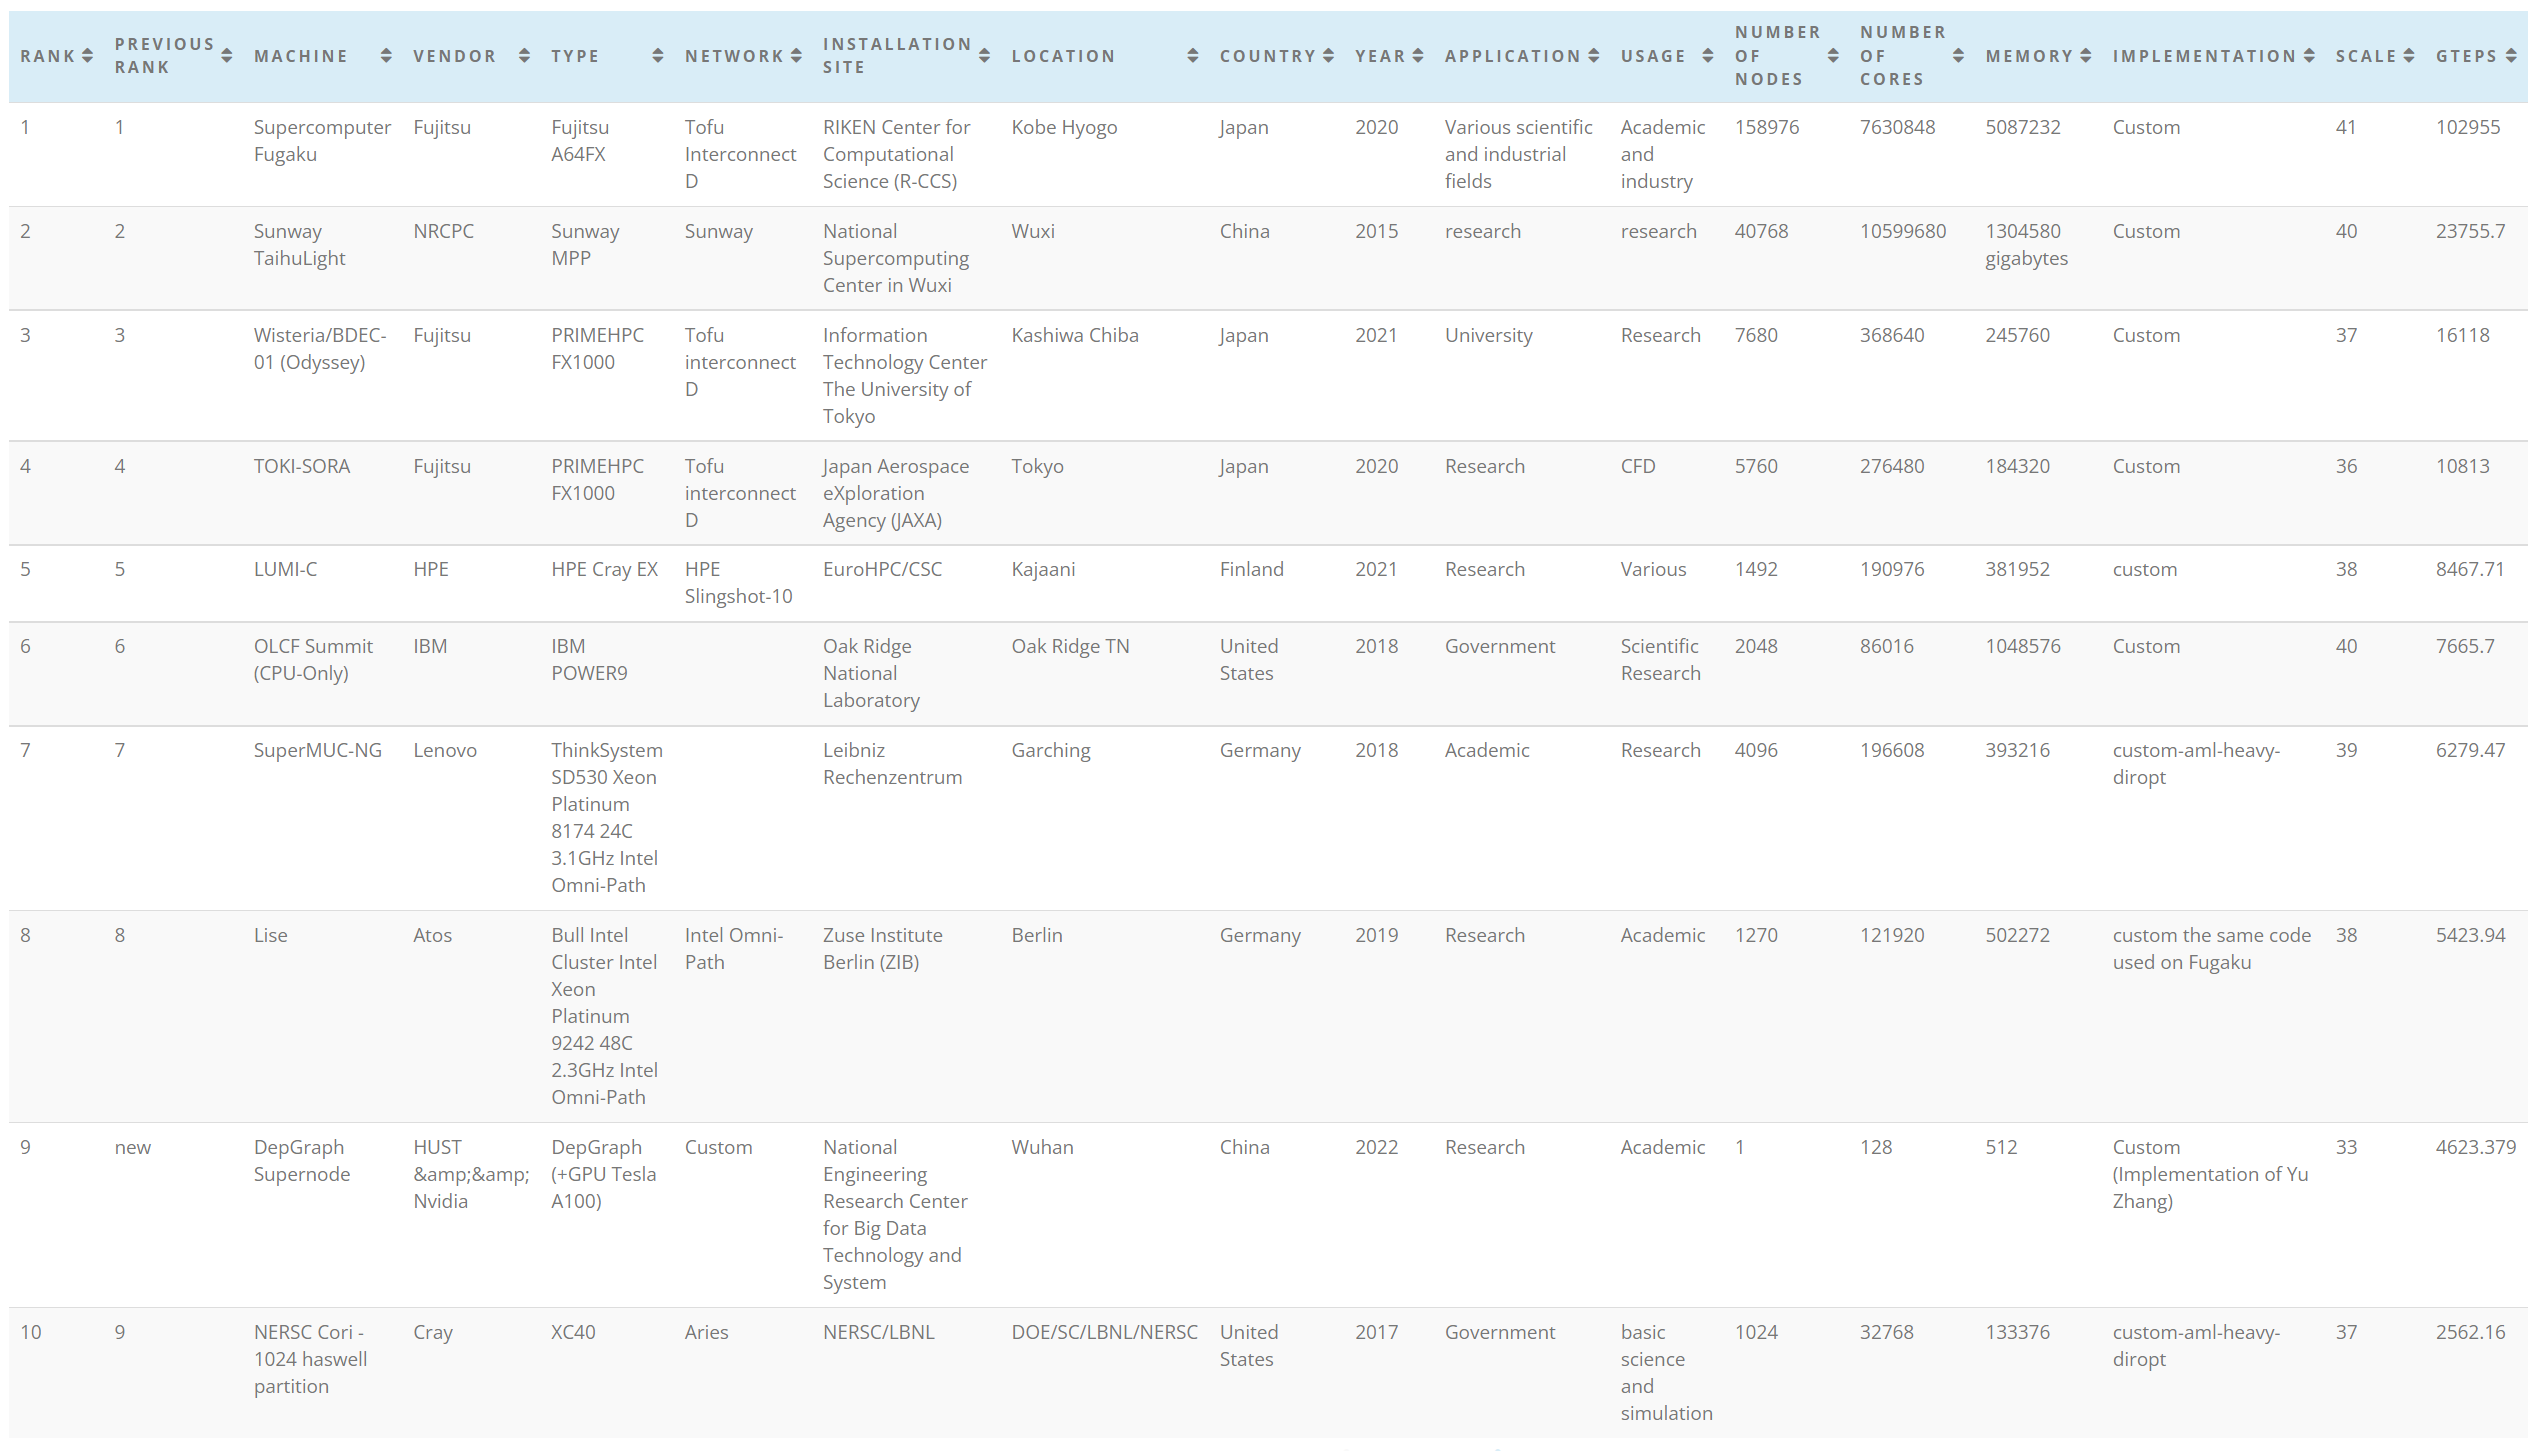 RANK PREVIOUS RANK MACHINE VENDOR TYPE NETWORK INSTALLATION SITE LOCATION COUNTRY YEAR APPLICATION USAGE NUMBER OF NODES NUMBER OF CORES MEMORY IMPLEMENTATION SCALE GTEPS
1 1 Supercomputer Fugaku Fujitsu Fujitsu A64FX Tofu Interconnect D RIKEN Center for Computational Science (R-CCS) Kobe Hyogo Japan 2020 Various scientific and industrial fields Academic and industry 158976 7630848 5087232 Custom 41 102955
2 2 Sunway TaihuLight NRCPC Sunway MPP Sunway National Supercomputing Center in Wuxi Wuxi China 2015 research research 40768 10599680 1304580 gigabytes Custom 40 23755.7
3 3 Wisteria/BDEC-01 (Odyssey) Fujitsu PRIMEHPC FX1000 Tofu interconnect D Information Technology Center The University of Tokyo Kashiwa Chiba Japan 2021 University Research 7680 368640 245760 Custom 37 16118
4 4 TOKI-SORA Fujitsu PRIMEHPC FX1000 Tofu interconnect D Japan Aerospace eXploration Agency (JAXA) Tokyo Japan 2020 Research CFD 5760 276480 184320 Custom 36 10813
5 5 LUMI-C HPE HPE Cray EX HPE Slingshot-10 EuroHPC/CSC Kajaani Finland 2021 Research Various 1492 190976 381952 custom 38 8467.71
6 6 OLCF Summit (CPU-Only) IBM IBM POWER9 Oak Ridge National Laboratory Oak Ridge TN United States 2018 Government Scientific Research 2048 86016 1048576 Custom 40 7665.7
7 7 SuperMUC-NG Lenovo ThinkSystem SD530 Xeon Platinum 8174 24C 3.1GHz Intel Omni-Path Leibniz Rechenzentrum Garching Germany 2018 Academic Research 4096 196608 393216 custom-aml-heavy-diropt 39 6279.47
8 8 Lise Atos Bull Intel Cluster Intel Xeon Platinum 9242 48C 2.3GHz Intel Omni-Path Intel Omni-Path Zuse Institute Berlin (ZIB) Berlin Germany 2019 Research Academic 1270 121920 502272 custom the same code used on Fugaku 38 5423.94
9 new DepGraph Supernode HUST &amp;&amp; Nvidia DepGraph (+GPU Tesla A100) Custom National Engineering Research Center for Big Data Technology and System Wuhan China 2022 Research Academic 1 128 512 Custom (Implementation of Yu Zhang) 33 4623.379
10 9 NERSC Cori - 1024 haswell partition Cray XC40 Aries NERSC/LBNL DOE/SC/LBNL/NERSC United States 2017 Government basic science and simulation 1024 32768 133376 custom-aml-heavy-diropt 37 2562.16